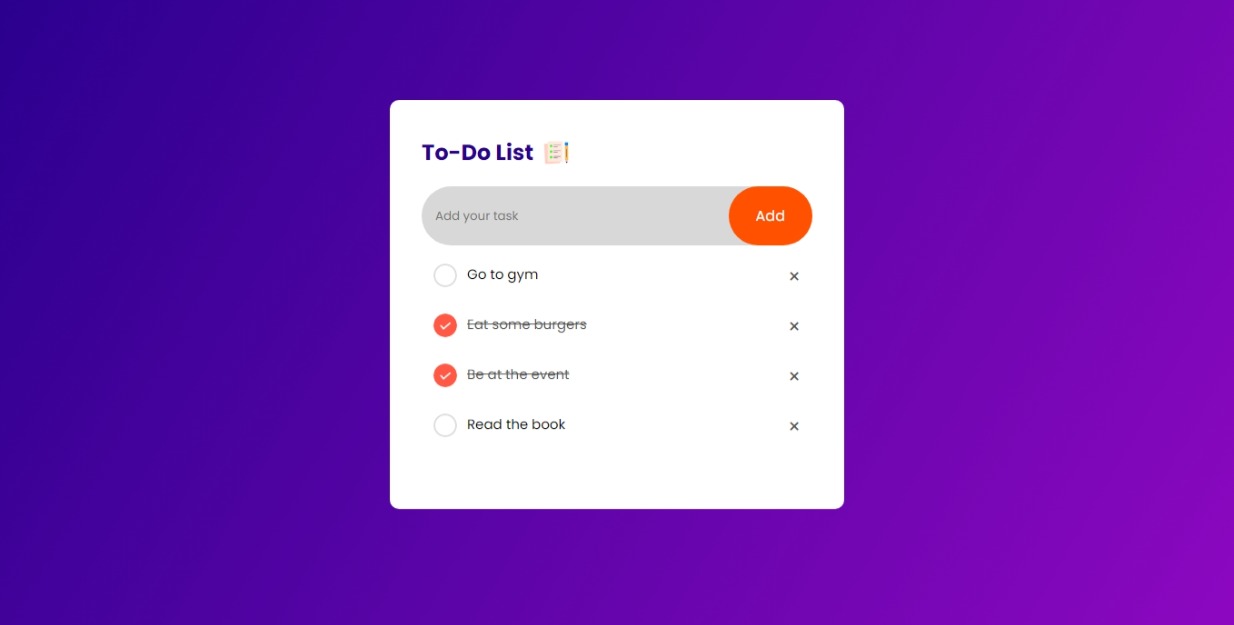 To-Do List
Add your task
Add
Go to gym
×
Eat some burgers
×
Be at the event
×
Read the book
×